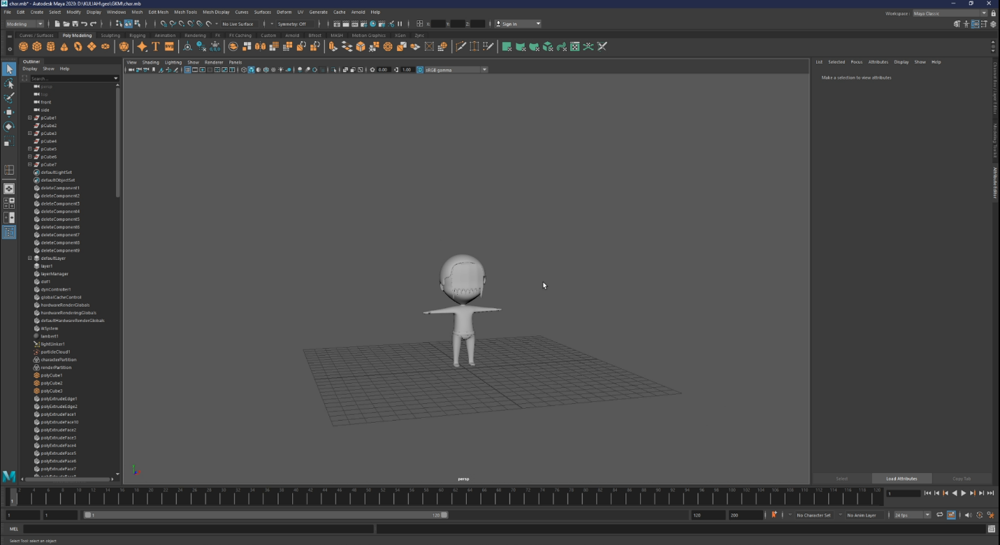 char.mb* - Autodesk Maya 2020: D:\KULIAH\geo\GKM\char.mb
File Edit Create Select Modify Display Windows Mesh Edit Mesh Mesh Tools Mesh Display Curves Surfaces Deform UV Generate Cache Arnold Help
Workspace: Maya Classic
Modeling No Live Surface Symmetry: Off X: Y: Z: Sign In
Curves / Surfaces Poly Modeling Sculpting Rigging Animation Rendering FX FX Caching Custom Arnold Bifrost MASH Motion Graphics XGen Zync
T SVG
Outliner
Display Show Help
Search...
View Shading Lighting Show Renderer Panels
0.00 1.00 sRGB gamma
List Selected Focus Attributes Display Show Help
Make a selection to view attributes
persp
top
front
side
pCube1
pCube2
pCube3
pCube4
pCube5
pCube6
pCube7
defaultLightSet
defaultObjectSet
deleteComponent1
deleteComponent2
deleteComponent3
deleteComponent4
deleteComponent5
deleteComponent6
deleteComponent7
deleteComponent8
deleteComponent9
defaultLayer
layer1
layerManager
dof1
dynController1
globalCacheControl
hardwareRenderGlobals
hardwareRenderingGlobals
defaultHardwareRenderGlobals
ikSystem
lambert1
lightLinker1
particleCloud1
characterPartition
renderPartition
polyCube1
polyCube2
polyCube3
polyExtrudeEdge1
polyExtrudeEdge2
polyExtrudeFace1
polyExtrudeFace10
polyExtrudeFace2
polyExtrudeFace3
polyExtrudeFace4
polyExtrudeFace5
polyExtrudeFace6
polyExtrudeFace7
persp
Channel Box / Layer Editor
Modeling Toolkit
Attribute Editor
Select Load Attributes Copy Tab
2 4 6 8 10 12 14 16 18 20 22 24 26 28 30 32 34 36 38 40 42 44 46 48 50 52 54 56 58 60 62 64 66 68 70 72 74 76 78 80 82 84 86 88 90 92 94 96 98 100 102 104 106 108 110 112 114 116 118 120
1 1
1 1 1 120 120 200 No Character Set No Anim Layer 24 fps
MEL
Select Tool: select an object